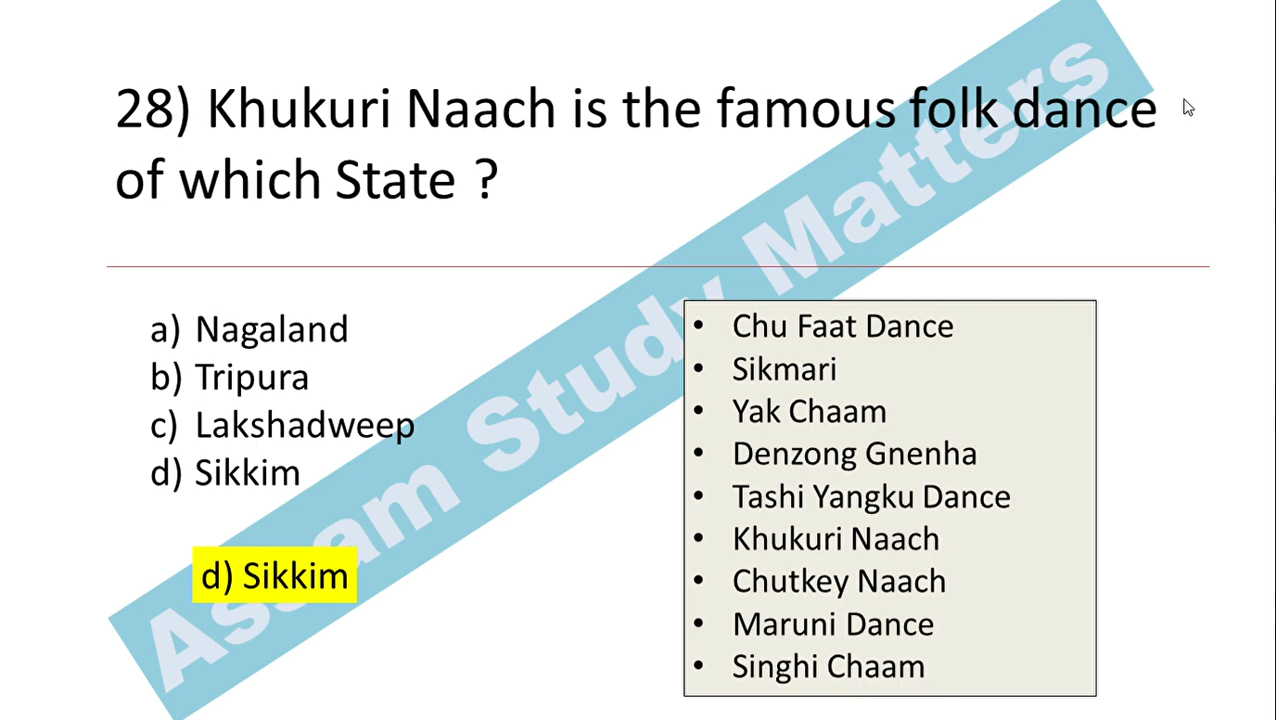 28) Khukuri Naach is the famous folk dance
of which State ?
a) Nagaland
b) Tripura
c) Lakshadweep
d) Sikkim
d) Sikkim
• Chu Faat Dance
• Sikmari
• Yak Chaam
• Denzong Gnenha
• Tashi Yangku Dance
• Khukuri Naach
• Chutkey Naach
• Maruni Dance
• Singhi Chaam
Assam Study Matters